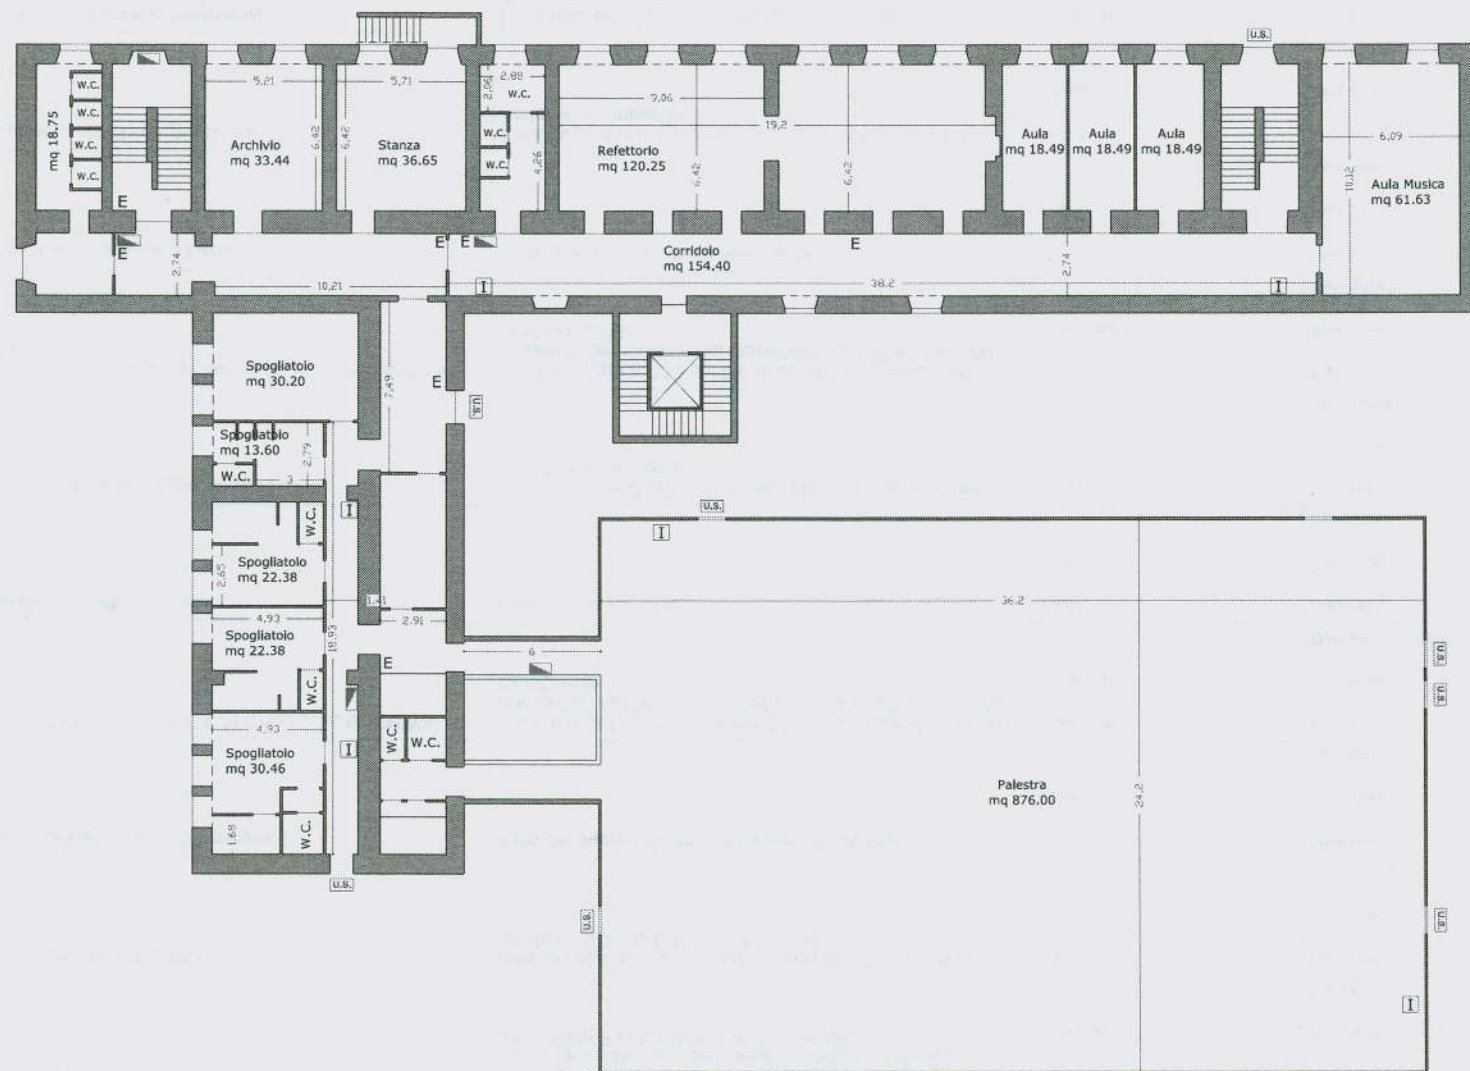 U.S.
W.C.
W.C.
W.C.
W.C.
mq 18.75
5,21
6,42
Archivio
mq 33.44
5,71
6,42
Stanza
mq 36.65
2,06
2,88
W.C.
W.C.
W.C.
4,26
9,06
Refettorio
mq 120.25
6,42
19,2
6,42
Aula
mq 18.49
Aula
mq 18.49
Aula
mq 18.49
6,09
10,12
Aula Musica
mq 61.63
E
E
2,74
10,21
E
E
I
Corridoio
mq 154.40
E
38,2
2,74
I
Spogliatoio
mq 30.20
7,49
E
U.S.
Spogliatoio
mq 13.60
2,79
W.C.
3
I
W.C.
Spogliatoio
mq 22.38
2,65
1,41
4,93
18,93
2,91
Spogliatoio
mq 22.38
W.C.
E
6
4,93
Spogliatoio
mq 30.46
I
W.C.
W.C.
1,68
W.C.
U.S.
U.S.
I
36,2
U.S.
U.S.
Palestra
mq 876.00
24,2
U.S.
U.S.
I